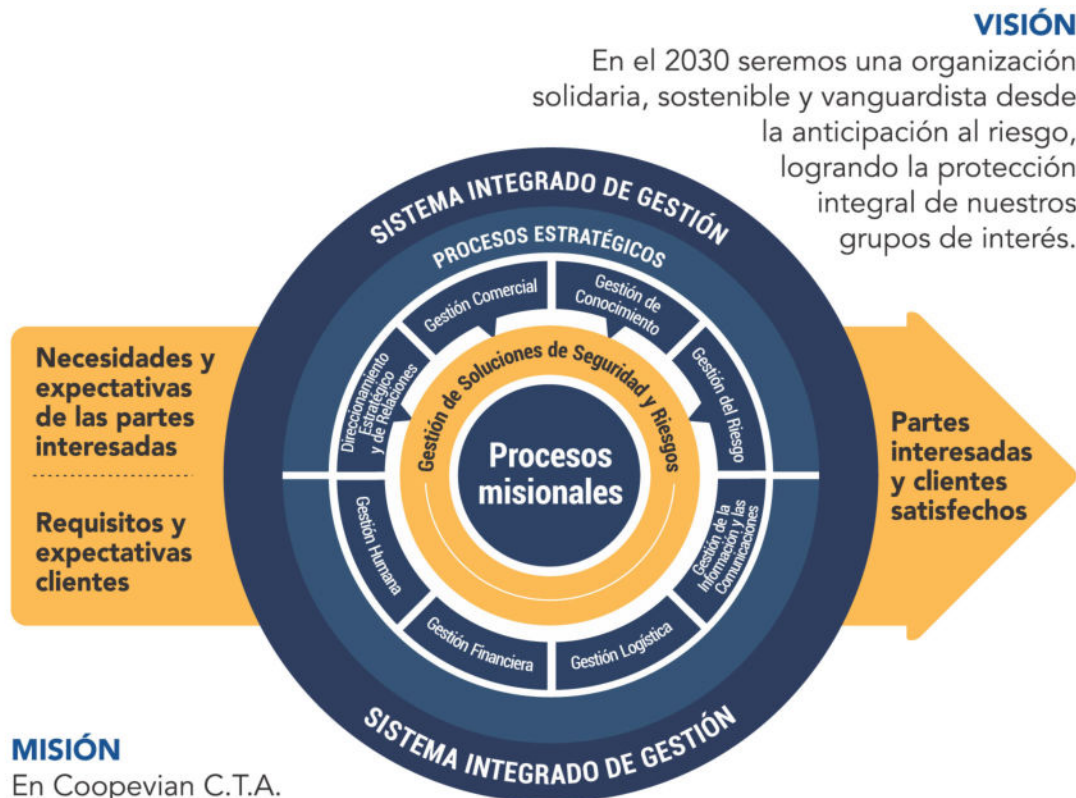 VISIÓN
En el 2030 seremos una organización
solidaria, sostenible y vanguardista desde
la anticipación al riesgo,
logrando la protección
integral de nuestros
grupos de interés.
SISTEMA INTEGRADO DE GESTIÓN
PROCESOS ESTRATÉGICOS
Gestión Comercial
Gestión de
Conocimiento
Direccionamiento
Estratégico
y de Relaciones
Gestión del Riesgo
Gestión de Soluciones de Seguridad y Riesgos
Procesos
misionales
Necesidades y
expectativas
de las partes
interesadas
Requisitos y
expectativas
clientes
Partes
interesadas
y clientes
satisfechos
Gestión Humana
Gestión Financiera
Gestión Logística
Gestión de la
Información y las
Comunicaciones
SISTEMA INTEGRADO DE GESTIÓN
MISIÓN
En Coopevian C.T.A.